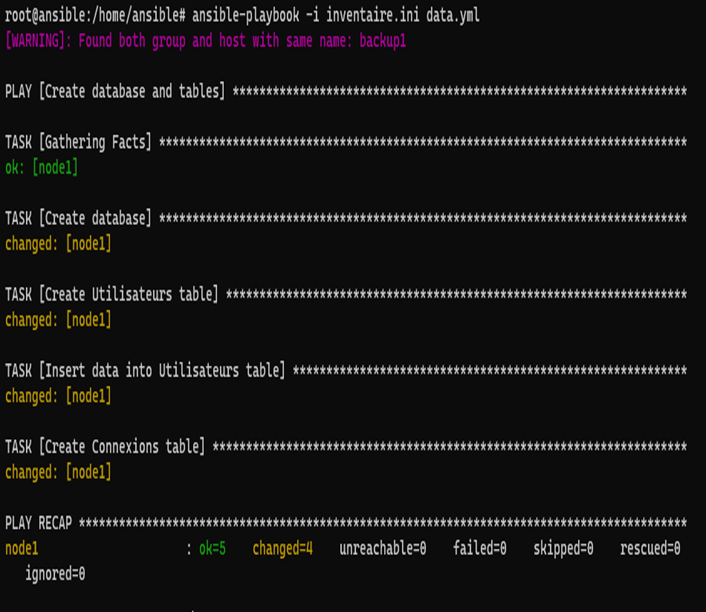 root@ansible:/home/ansible# ansible-playbook -i inventaire.ini data.yml
[WARNING]: Found both group and host with same name: backup1
PLAY [Create database and tables] *********************************************************************
TASK [Gathering Facts] ********************************************************************************
ok: [node1]
TASK [Create database] ********************************************************************************
changed: [node1]
TASK [Create Utilisateurs table] **********************************************************************
changed: [node1]
TASK [Insert data into Utilisateurs table] ************************************************************
changed: [node1]
TASK [Create Connexions table] ************************************************************************
changed: [node1]
PLAY RECAP ********************************************************************************************
node1 : ok=5 changed=4 unreachable=0 failed=0 skipped=0 rescued=0
ignored=0